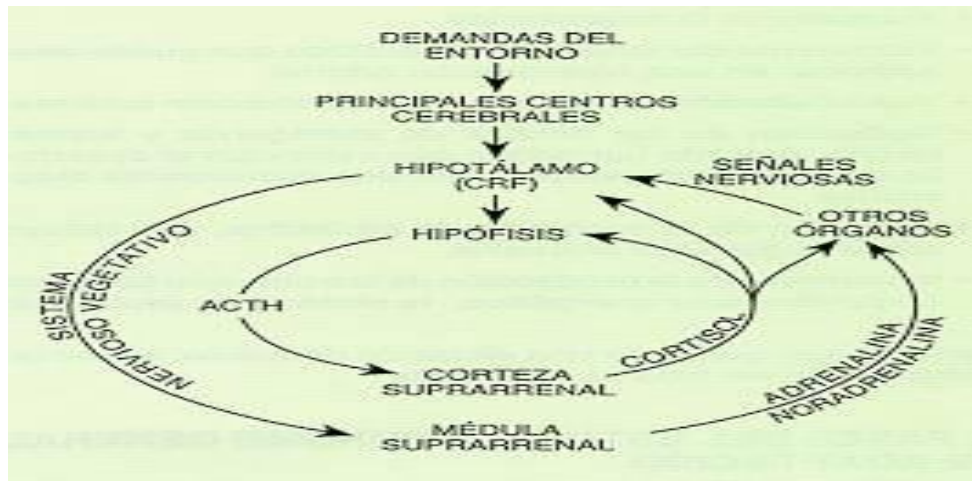 DEMANDAS DEL
ENTORNO
PRINCIPALES CENTROS
CEREBRALES
HIPOTÁLAMO
(CRF)
SEÑALES
NERVIOSAS
HIPÓFISIS
OTROS
ÓRGANOS
SISTEMA
NERVIOSO VEGETATIVO
ACTH
CORTISOL
CORTEZA
SUPRARRENAL
ADRENALINA
NORADRENALINA
MÉDULA
SUPRARRENAL